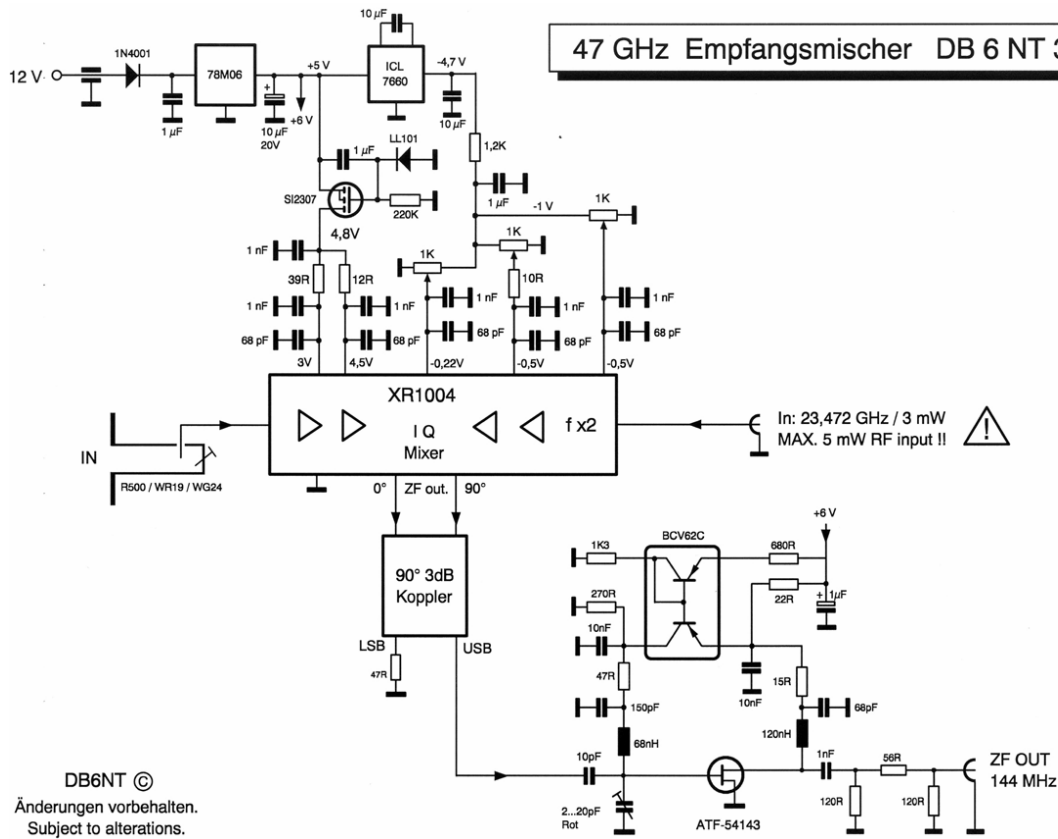 47 GHz Empfangsmischer DB 6 NT
12 V
1N4001
1 µF
78M06
10 µF
20V
+6 V
+5 V
10 µF
ICL
7660
-4,7 V
10 µF
1,2K
1 µF
LL101
220K
SI2307
4,8V
1 µF
-1 V
1K
1K
1K
1 nF
39R
12R
10R
1 nF
1 nF
1 nF
1 nF
1 nF
68 pF
68 pF
68 pF
68 pF
68 pF
3V
4,5V
-0,22V
-0,5V
-0,5V
XR1004
I Q
Mixer
f x2
IN
R500 / WR19 / WG24
In: 23,472 GHz / 3 mW
MAX. 5 mW RF input !!
!
0° ZF out. 90°
90° 3dB
Koppler
LSB
USB
47R
BCV62C
+6 V
1K3
680R
270R
22R
+ 1µF
+
10nF
47R
10nF
15R
150pF
68pF
68nH
120nH
10pF
1nF
56R
2...20pF
Rot
ATF-54143
120R
120R
ZF OUT
144 MHz
DB6NT ©
Änderungen vorbehalten.
Subject to alterations.